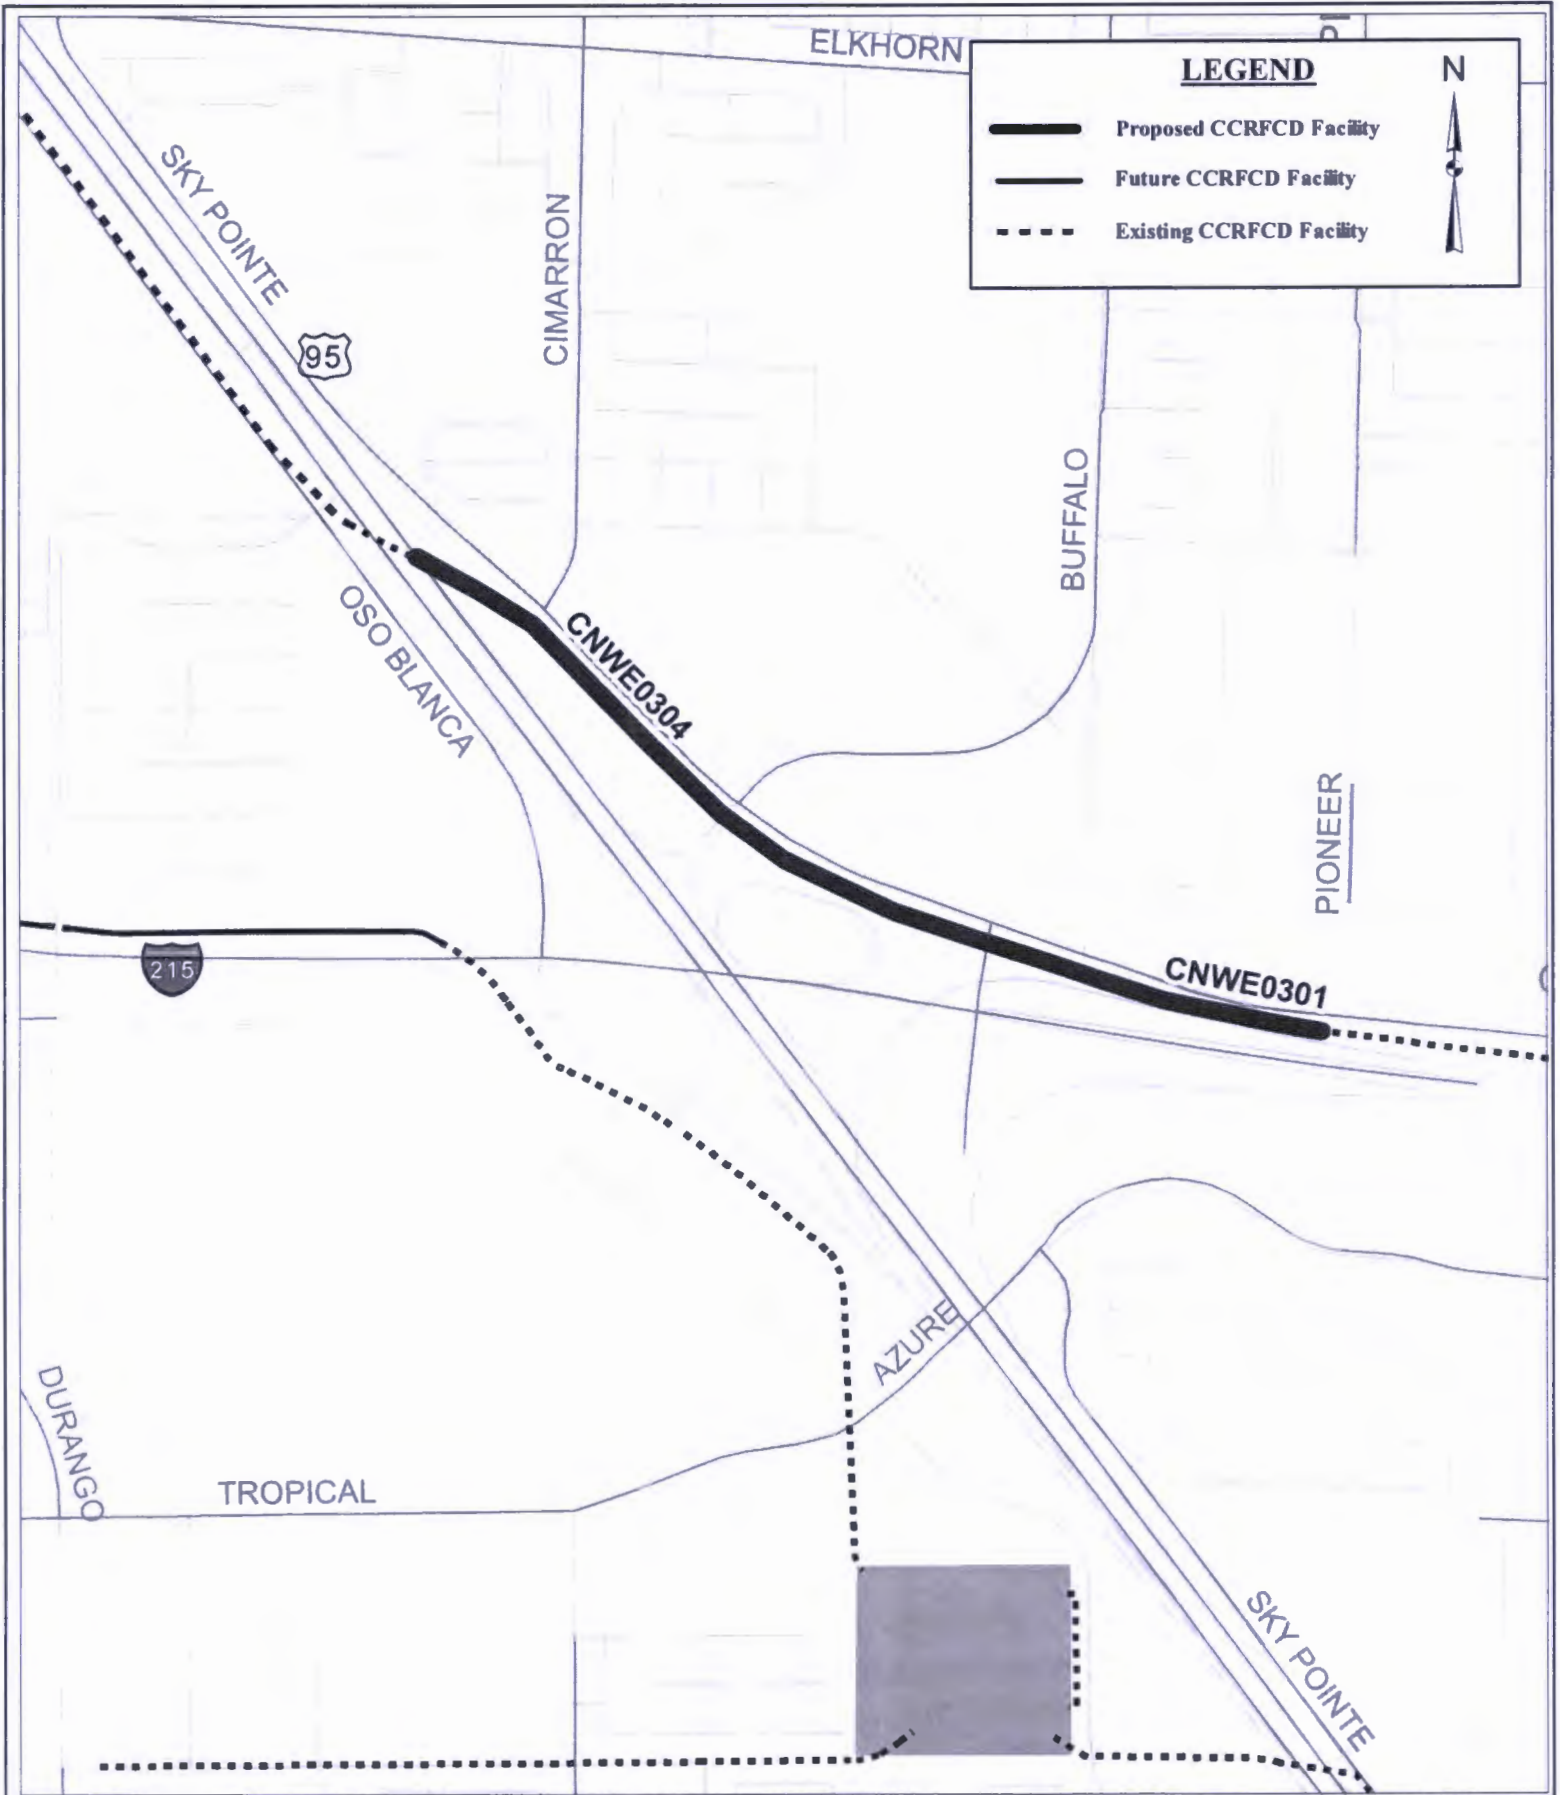 ELKHORN
LEGEND
N
Proposed CCRFCD Facility
Future CCRFCD Facility
Existing CCRFCD Facility
SKY POINTE
95
CIMARRON
BUFFALO
OSO BLANCA
CNWE0304
PIONEER
CNWE0301
215
AZURE
DURANGO
TROPICAL
SKY POINTE